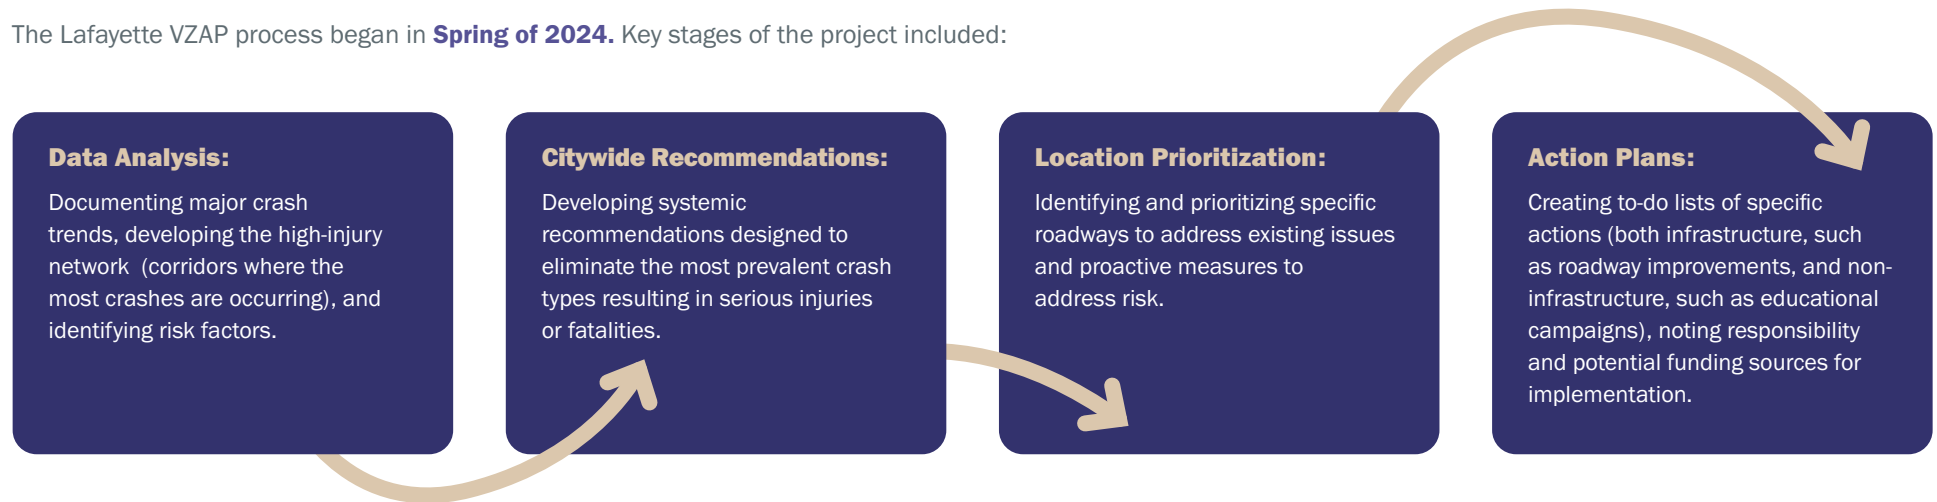 The Lafayette VZAP process began in Spring of 2024. Key stages of the project included:
Data Analysis:
Documenting major crash
trends, developing the high-injury
network (corridors where the
most crashes are occurring), and
identifying risk factors.
Citywide Recommendations:
Developing systemic
recommendations designed to
eliminate the most prevalent crash
types resulting in serious injuries
or fatalities.
Location Prioritization:
Identifying and prioritizing specific
roadways to address existing issues
and proactive measures to
address risk.
Action Plans:
Creating to-do lists of specific
actions (both infrastructure, such
as roadway improvements, and non-
infrastructure, such as educational
campaigns), noting responsibility
and potential funding sources for
implementation.